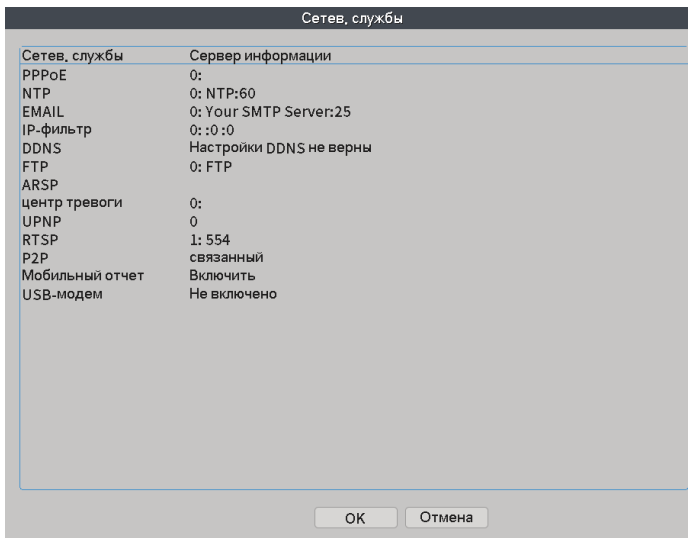 Сетев. службы
Сетев. службы Сервер информации
PPPoE 0:
NTP 0: NTP:60
EMAIL 0: Your SMTP Server:25
IP-фильтр 0: :0 :0
DDNS Настройки DDNS не верны
FTP 0: FTP
ARSP
центр тревоги 0:
UPNP 0
RTSP 1: 554
P2P связанный
Мобильный отчет Включить
USB-модем Не включено
OK Отмена